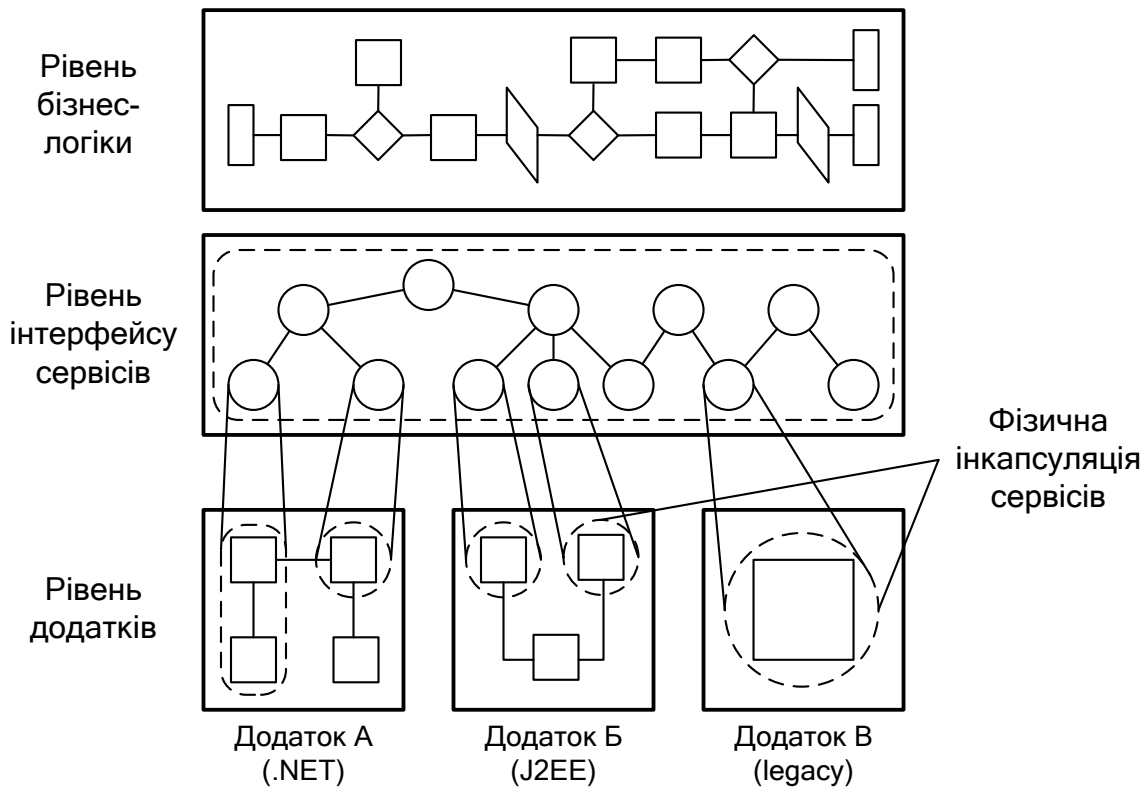 Рівень
бізнес-
логіки
Рівень
інтерфейсу
сервісів
Фізична
інкапсуляція
сервісів
Рівень
додатків
Додаток А
(.NET)
Додаток Б
(J2EE)
Додаток В
(legacy)